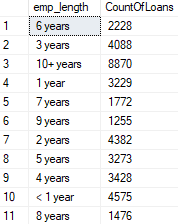 emp_length CountOfLoans
1 6 years 2228
2 3 years 4088
3 10+ years 8870
4 1 year 3229
5 7 years 1772
6 9 years 1255
7 2 years 4382
8 5 years 3273
9 4 years 3428
10 < 1 year 4575
11 8 years 1476